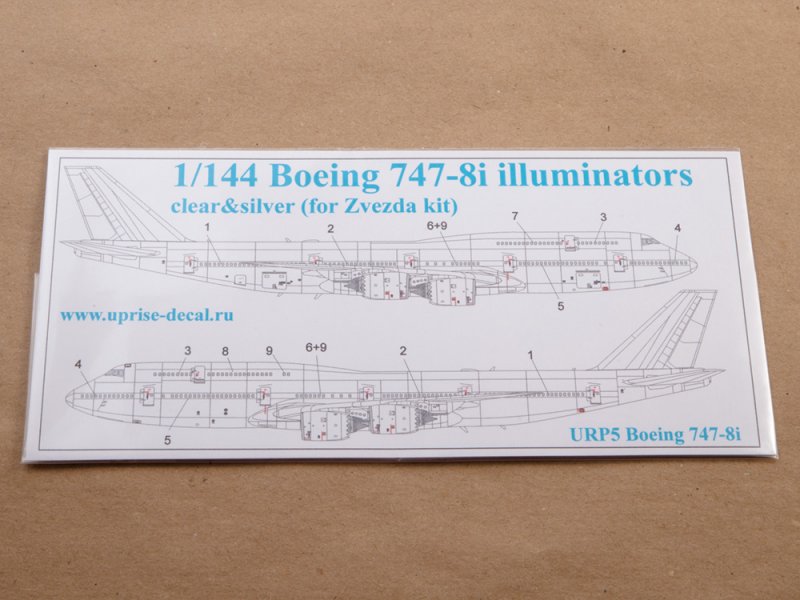 1/144 Boeing 747-8i illuminators
clear&silver (for Zvezda kit)
1 2 6+9 7 3 4
5
www.uprise-decal.ru
4 3 8 9 6+9 2 1
5
URP5 Boeing 747-8i